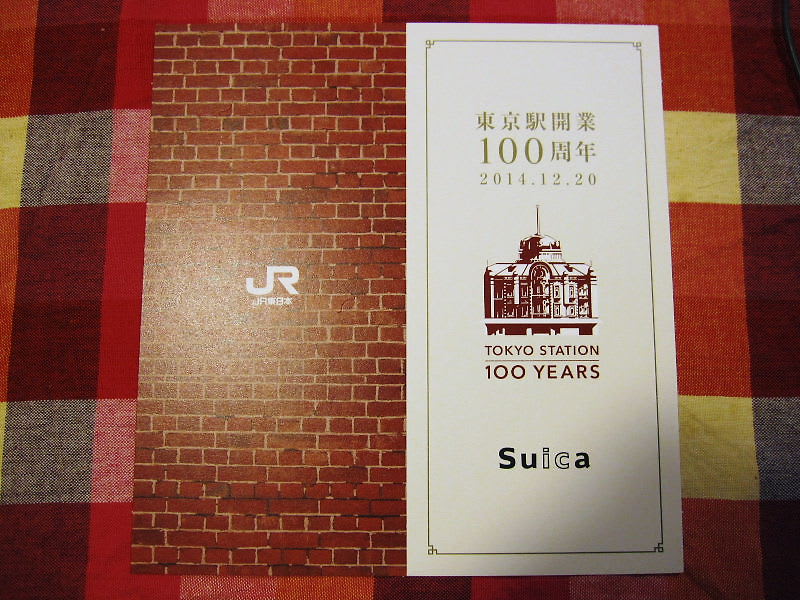 JR
JR東日本
東京駅開業
100周年
2014.12.20
TOKYO STATION
100 YEARS
Suica